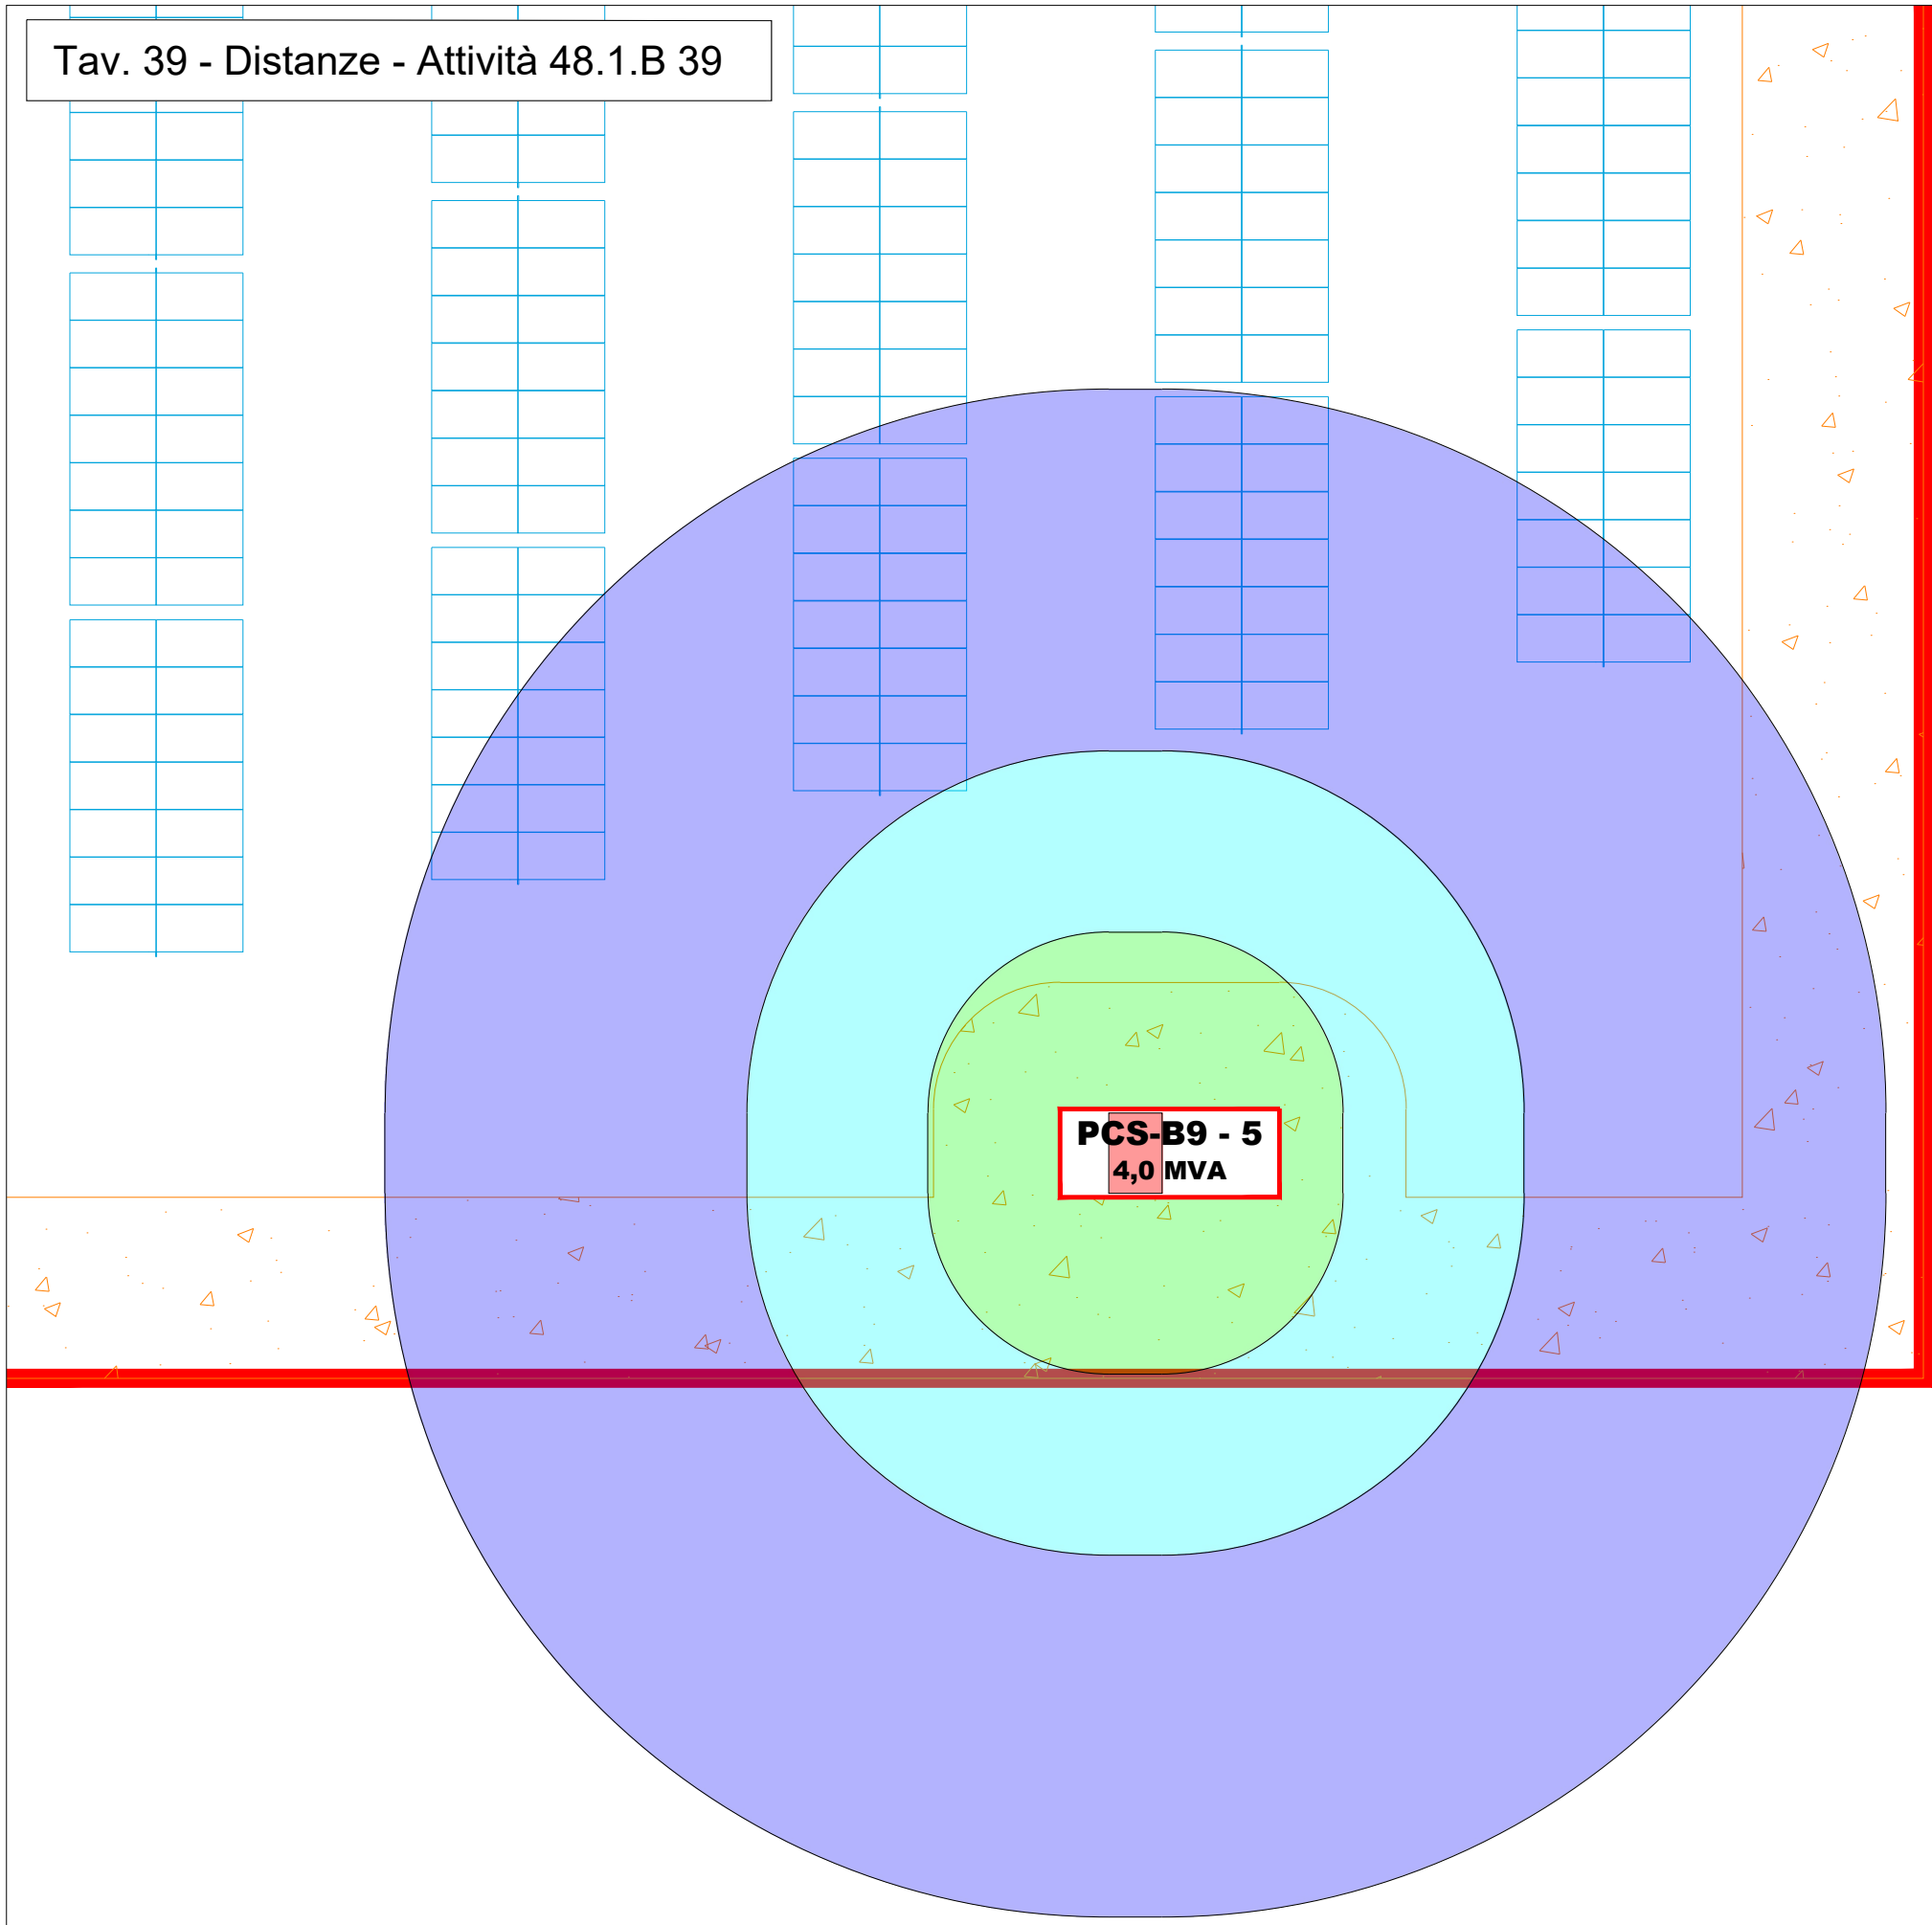 Tav. 39 - Distanze - Attività 48.1.B 39
PCS-B9 - 5
4,0 MVA